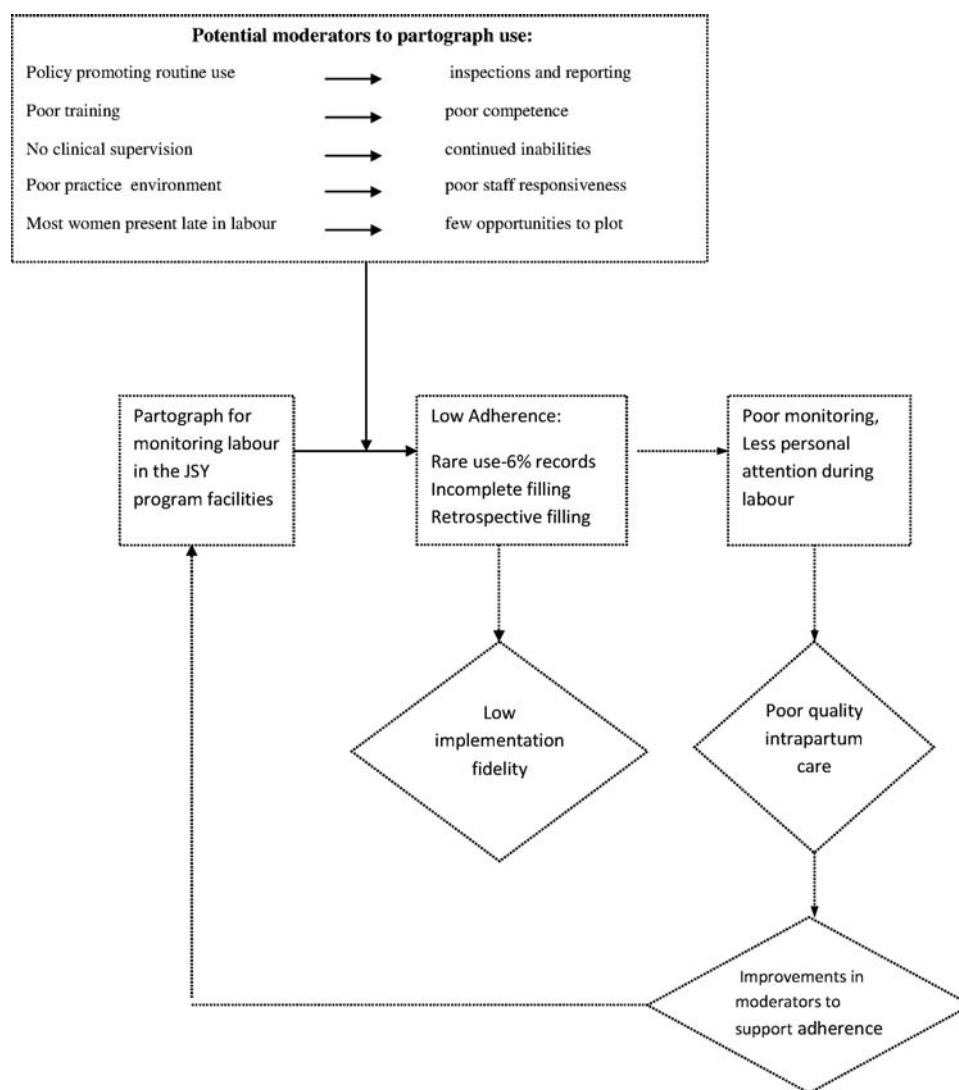 Potential moderators to partograph use:
Policy promoting routine use inspections and reporting
Poor training poor competence
No clinical supervision continued inabilities
Poor practice environment poor staff responsiveness
Most women present late in labour few opportunities to plot
Partograph for
monitoring labour
in the JSY
program facilities
Low Adherence:
Rare use-6% records
Incomplete filling
Retrospective filling
Poor monitoring,
Less personal
attention during
labour
Low
implementation
fidelity
Poor quality
intrapartum
care
Improvements in
moderators to
support adherence